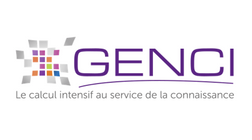 GENCI
Le calcul intensif au service de la connaissance